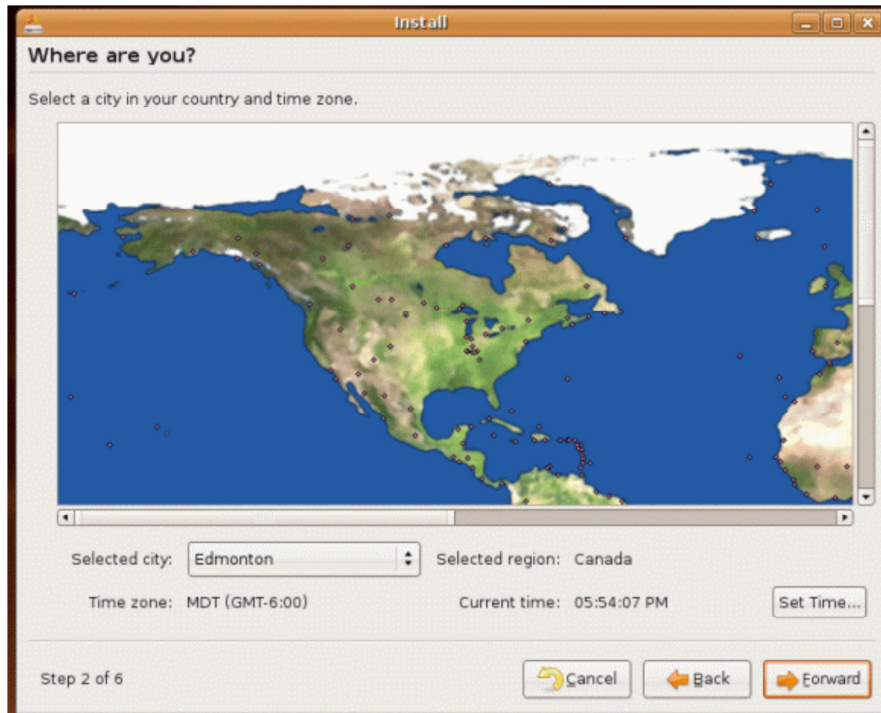 Install
Where are you?
Select a city in your country and time zone.
Selected city: Edmonton Selected region: Canada
Time zone: MDT (GMT-6:00) Current time: 05:54:07 PM Set Time...
Step 2 of 6 Cancel Back Forward